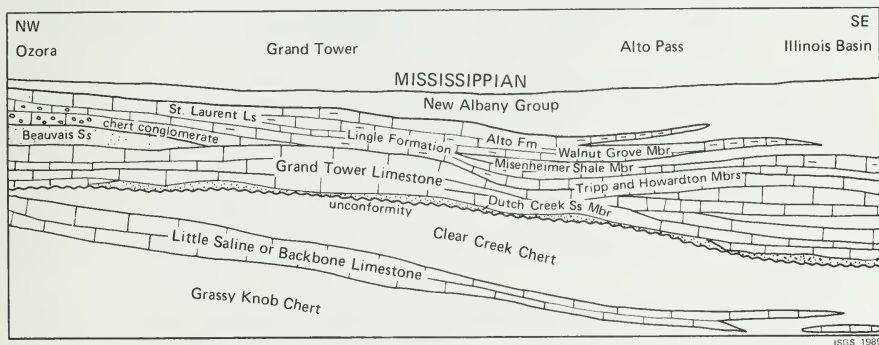 NW
SE
Ozora
Grand Tower
Alto Pass
Illinois Basin
MISSISSIPPIAN
New Albany Group
St. Laurent Ls
Alto Fm
chert conglomerate
Lingle Formation
Walnut Grove Mbr
Beauvais Ss
Misenheimer Shale Mbr
Grand Tower Limestone
Tripp and Howardton Mbrs
Dutch Creek Ss Mbr
unconformity
Clear Creek Chert
Little Saline or Backbone Limestone
Grassy Knob Chert
ISGS 1985